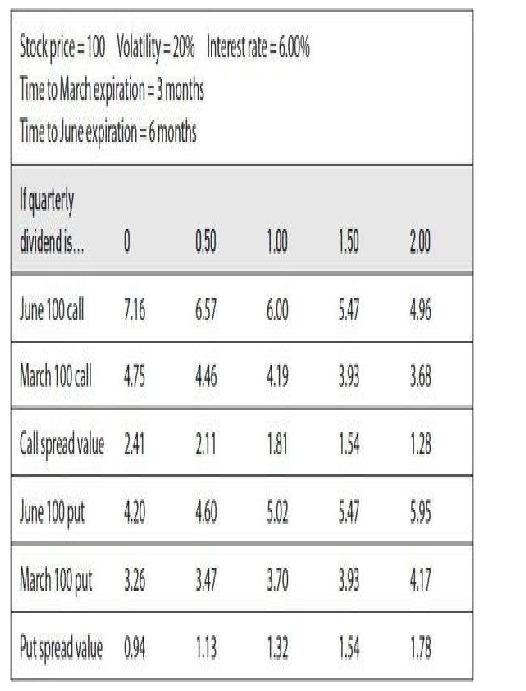 Stock price = 100 Volatility = 20% Interest rate = 6.00%
Time to March expiration = 3 months
Time to June expiration = 6 months
If quarterly
dividend is... 0 0.50 1.00 1.50 2.00
June 100 call 7.16 6.57 6.00 5.47 4.96
March 100 call 4.75 4.46 4.19 3.93 3.68
Call spread value 2.41 2.11 1.81 1.54 1.28
June 100 put 4.20 4.60 5.02 5.47 5.95
March 100 put 3.26 3.47 3.70 3.93 4.17
Put spread value 0.94 1.13 1.32 1.54 1.78